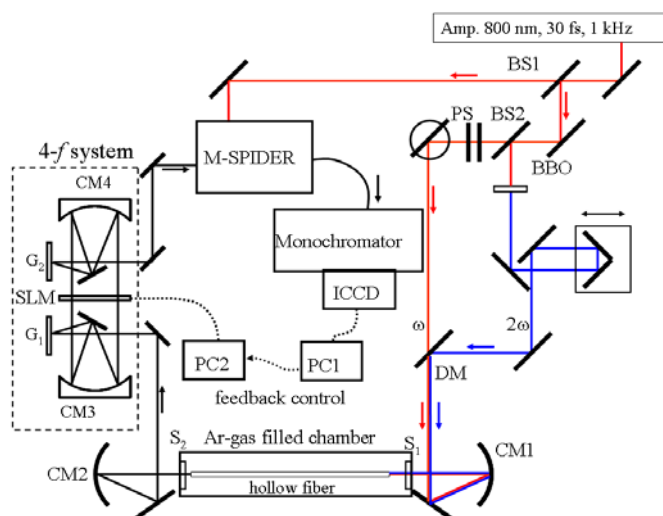 Amp. 800 nm, 30 fs, 1 kHz
BS1
PS
BS2
BBO
4-f system
CM4
M-SPIDER
Monochromator
G2
SLM
ICCD
G1
ω
2ω
PC2
PC1
DM
CM3
feedback control
S2
Ar-gas filled chamber
S1
CM1
CM2
hollow fiber